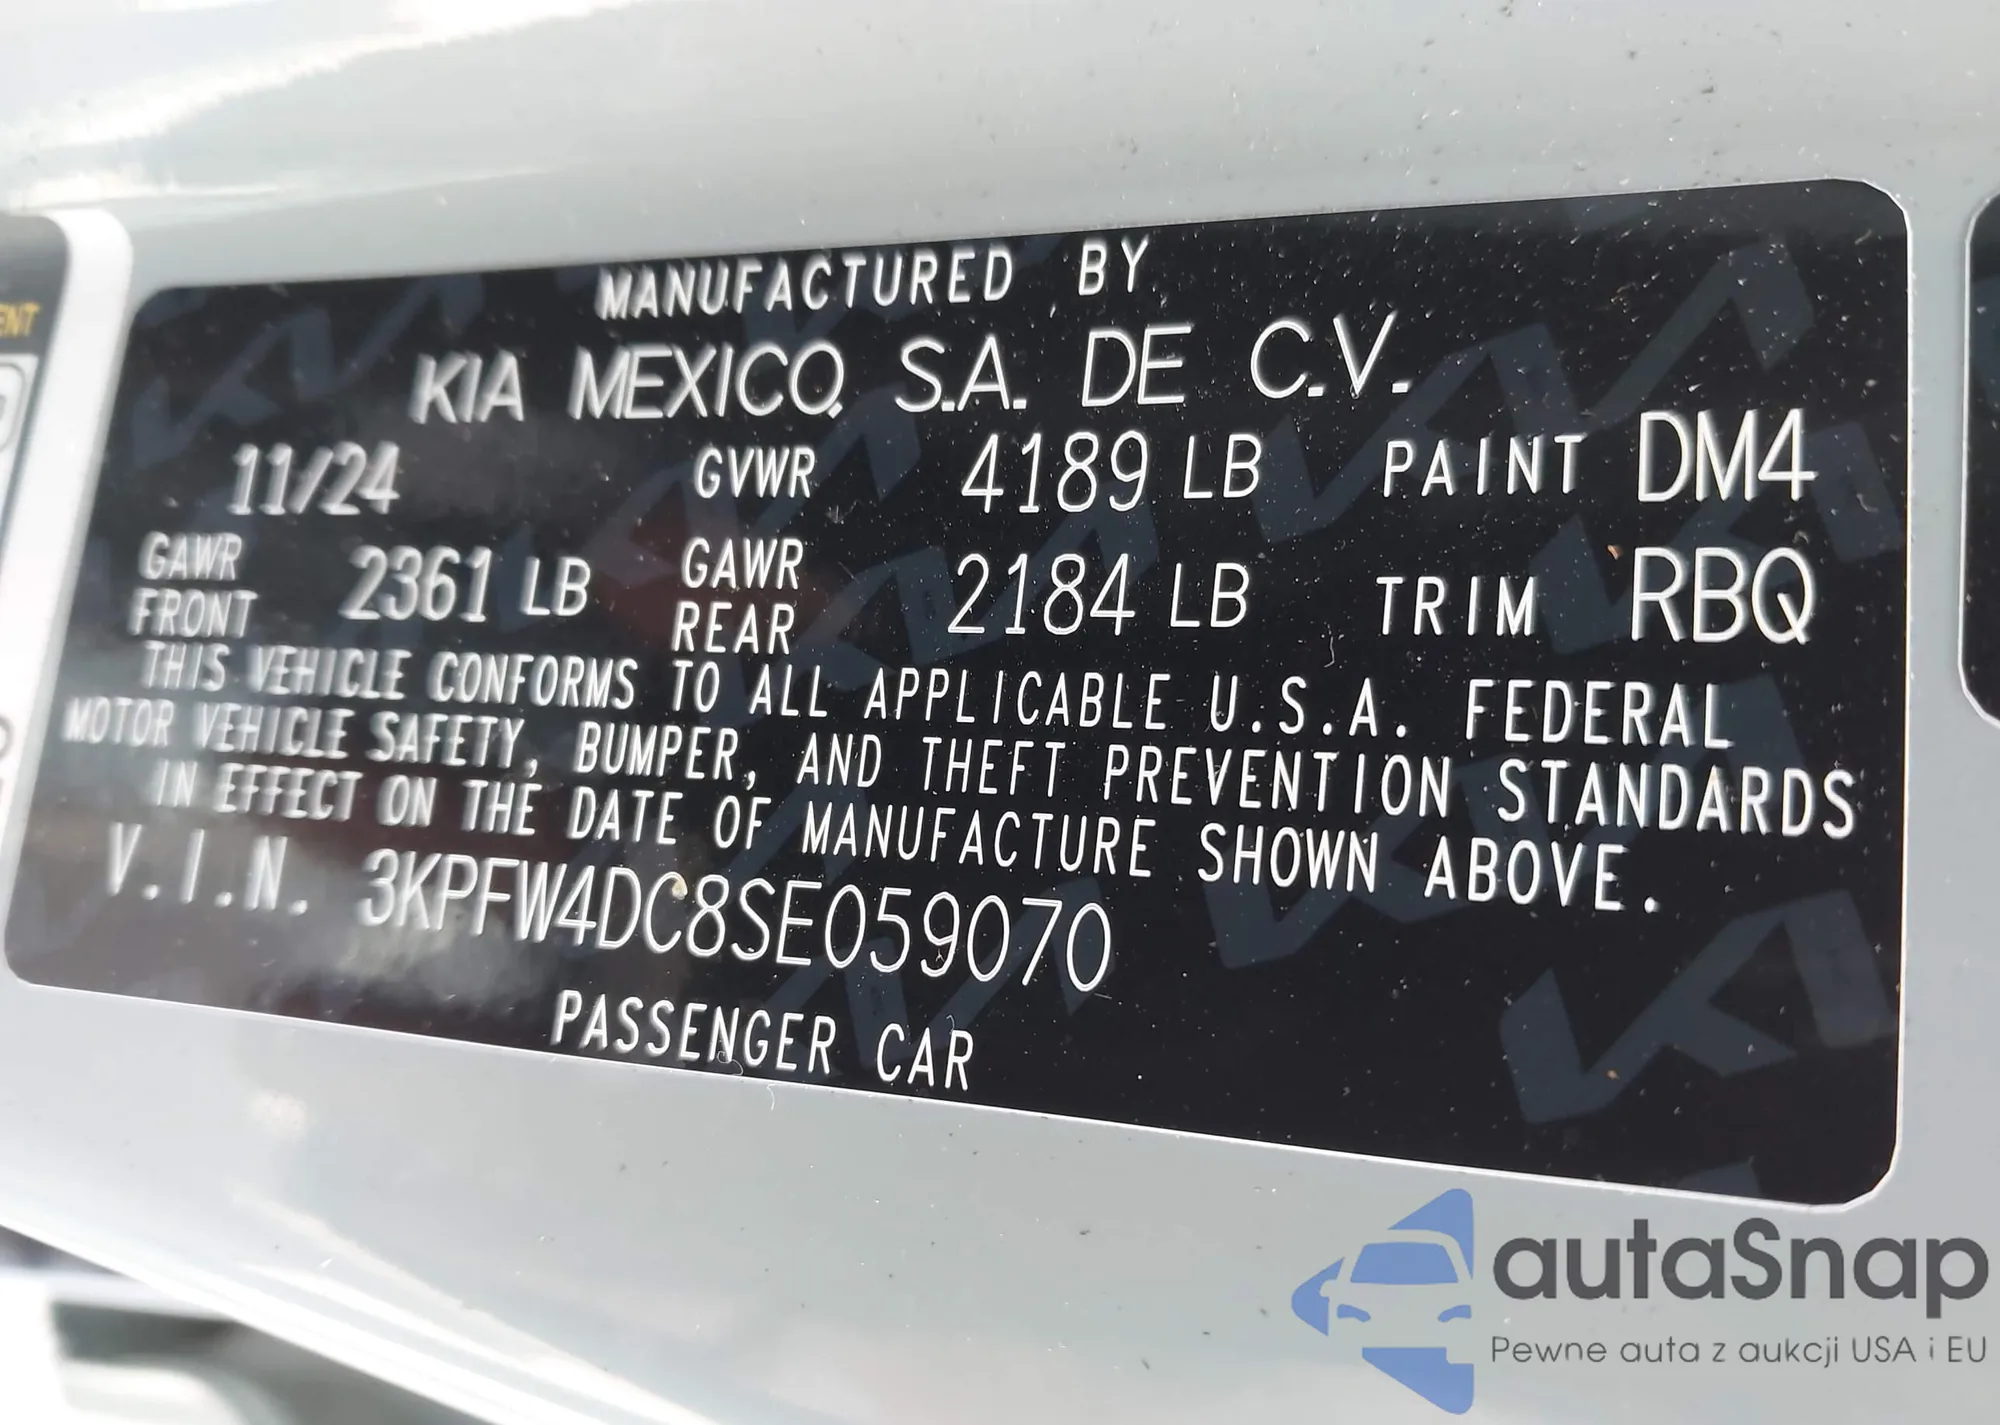 MANUFACTURED BY
KIA MEXICO, S.A. DE C.V.
11/24 GVWR 4189 LB PAINT DM4
GAWR FRONT 2361 LB GAWR REAR 2184 LB TRIM RBQ
THIS VEHICLE CONFORMS TO ALL APPLICABLE U.S.A. FEDERAL
MOTOR VEHICLE SAFETY, BUMPER, AND THEFT PREVENTION STANDARDS
IN EFFECT ON THE DATE OF MANUFACTURE SHOWN ABOVE.
V.I.N. 3KPFW4DC8SE059070
PASSENGER CAR
autaSnap
Pewne auta z aukcji USA i EU